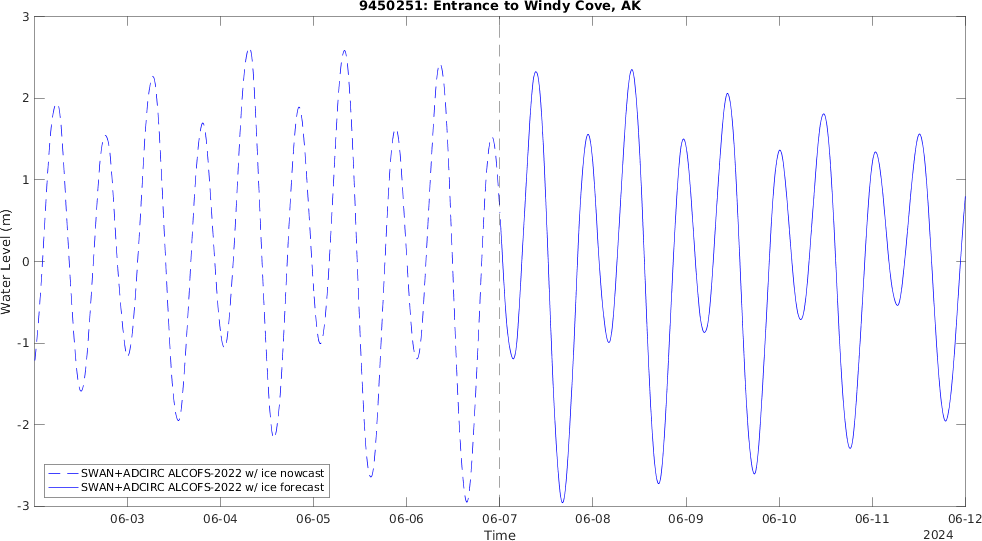 9450251: Entrance to Windy Cove, AK
3
2
1
0
-1
-2
-3
Water Level (m)
SWAN+ADCIRC ALCOFS-2022 w/ ice nowcast
SWAN+ADCIRC ALCOFS-2022 w/ ice forecast
06-03 06-04 06-05 06-06 06-07 06-08 06-09 06-10 06-11 06-12
Time
2024